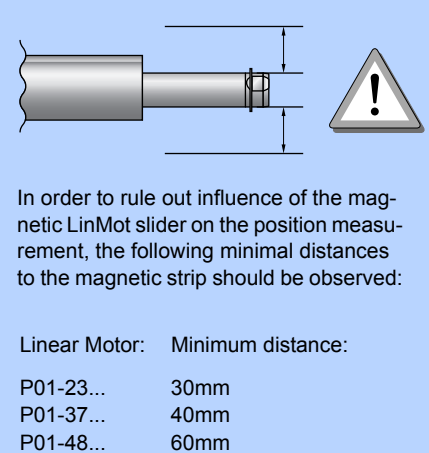 In order to rule out influence of the mag-
netic LinMot slider on the position measu-
rement, the following minimal distances
to the magnetic strip should be observed:
Linear Motor: Minimum distance:
P01-23... 30mm
P01-37... 40mm
P01-48... 60mm